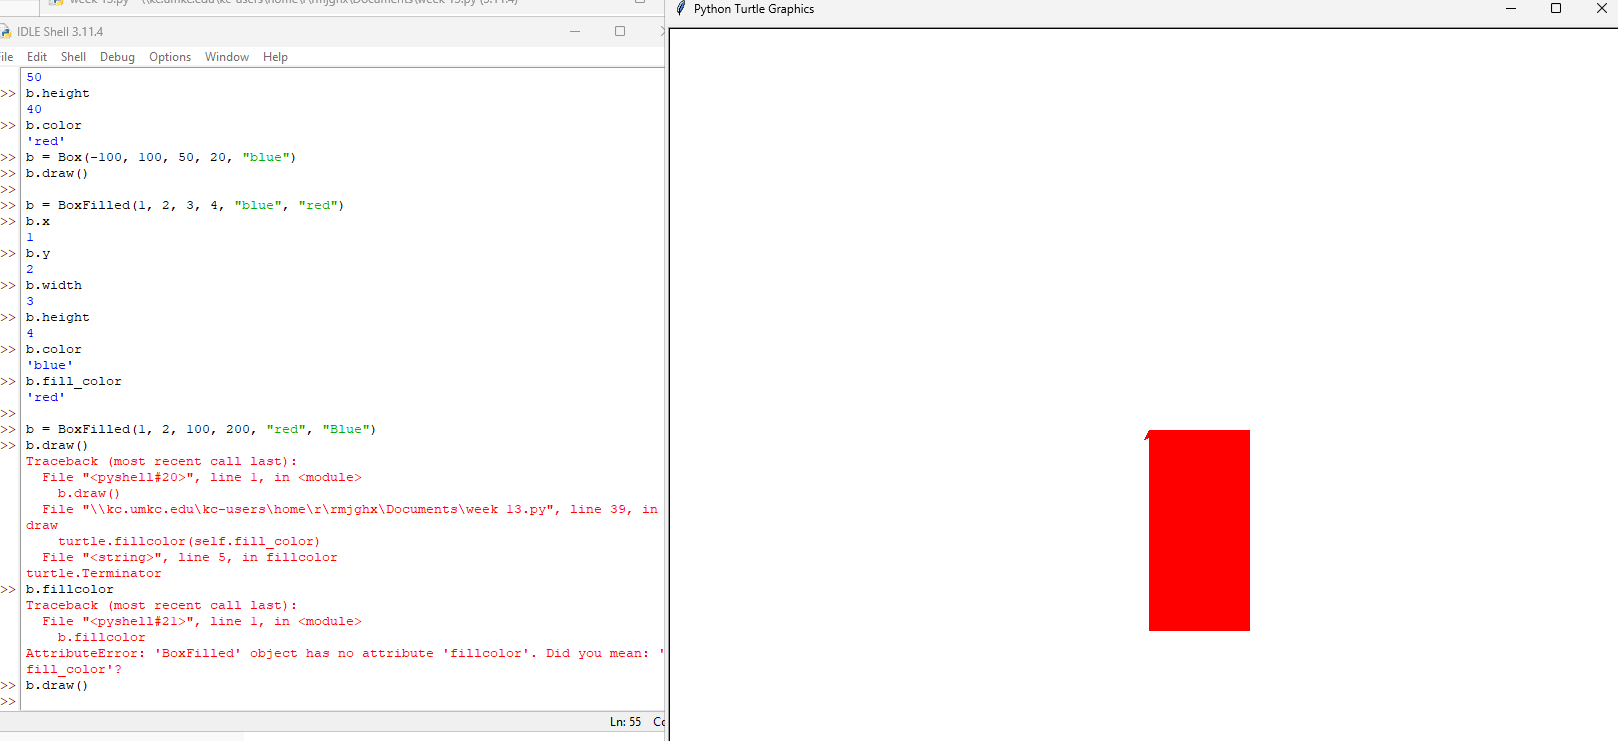 week 13.py - \\kc.umkc.edu\kc-users\home\r\rmjghx\Documents\week 13.py (3.11.4)
IDLE Shell 3.11.4
ile Edit Shell Debug Options Window Help
50
>> b.height
40
>> b.color
'red'
>> b = Box(-100, 100, 50, 20, "blue")
>> b.draw()
>>
>> b = BoxFilled(1, 2, 3, 4, "blue", "red")
>> b.x
1
>> b.y
2
>> b.width
3
>> b.height
4
>> b.color
'blue'
>> b.fill_color
'red'
>>
>> b = BoxFilled(1, 2, 100, 200, "red", "Blue")
>> b.draw()
Traceback (most recent call last):
File "<pyshell#20>", line 1, in <module>
b.draw()
File "\\kc.umkc.edu\kc-users\home\r\rmjghx\Documents\week 13.py", line 39, in
draw
turtle.fillcolor(self.fill_color)
File "<string>", line 5, in fillcolor
turtle.Terminator
>> b.fillcolor
Traceback (most recent call last):
File "<pyshell#21>", line 1, in <module>
b.fillcolor
AttributeError: 'BoxFilled' object has no attribute 'fillcolor'. Did you mean: '
fill_color'?
>> b.draw()
>>
Ln: 55 Co
Python Turtle Graphics